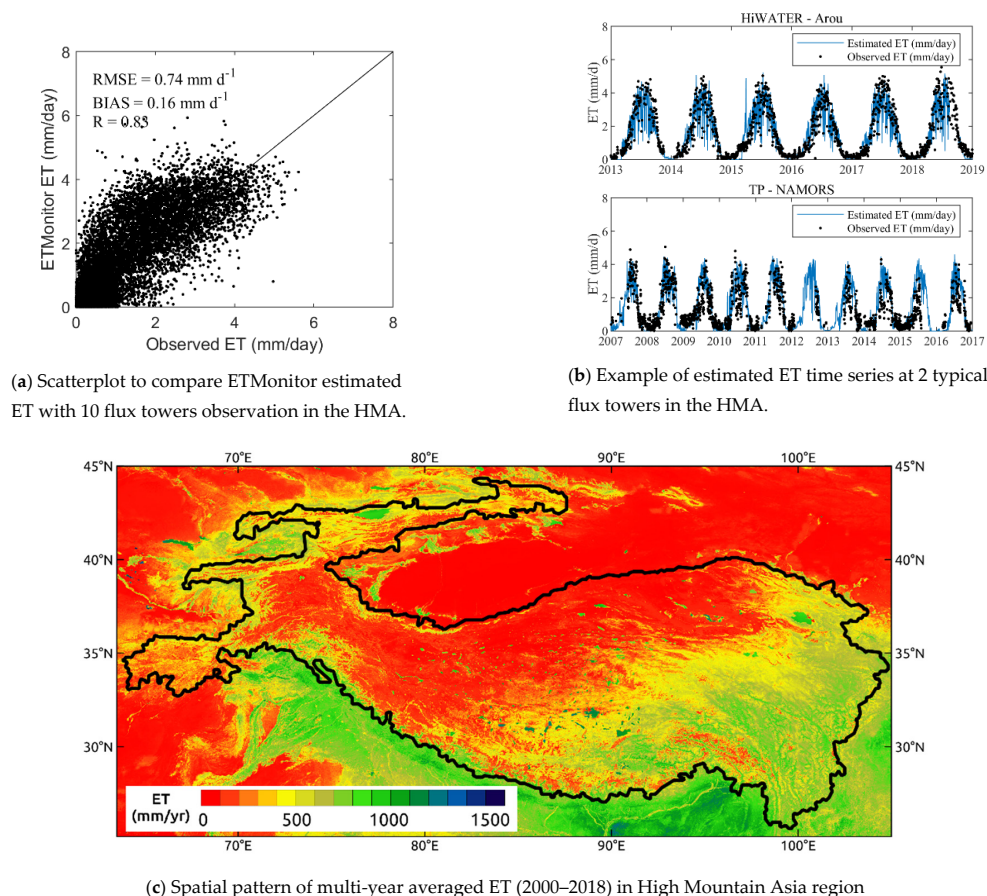 8
6
4
2
0
ETMonitor ET (mm/day)
RMSE = 0.74 mm d⁻¹
BIAS = 0.16 mm d⁻¹
R = 0.83
0 2 4 6 8
Observed ET (mm/day)
(a) Scatterplot to compare ETMonitor estimated
ET with 10 flux towers observation in the HMA.
HiWATER - Arou
8
6
4
2
0
ET (mm/d)
Estimated ET (mm/day)
Observed ET (mm/day)
2013 2014 2015 2016 2017 2018 2019
TP - NAMORS
8
6
4
2
0
ET (mm/d)
Estimated ET (mm/day)
Observed ET (mm/day)
2007 2008 2009 2010 2011 2012 2013 2014 2015 2016 2017
(b) Example of estimated ET time series at 2 typical
flux towers in the HMA.
70°E 80°E 90°E 100°E
45°N 45°N
40°N 40°N
35°N 35°N
30°N 30°N
ET
(mm/yr)
0 500 1000 1500
70°E 80°E 90°E 100°E
(c) Spatial pattern of multi-year averaged ET (2000–2018) in High Mountain Asia region